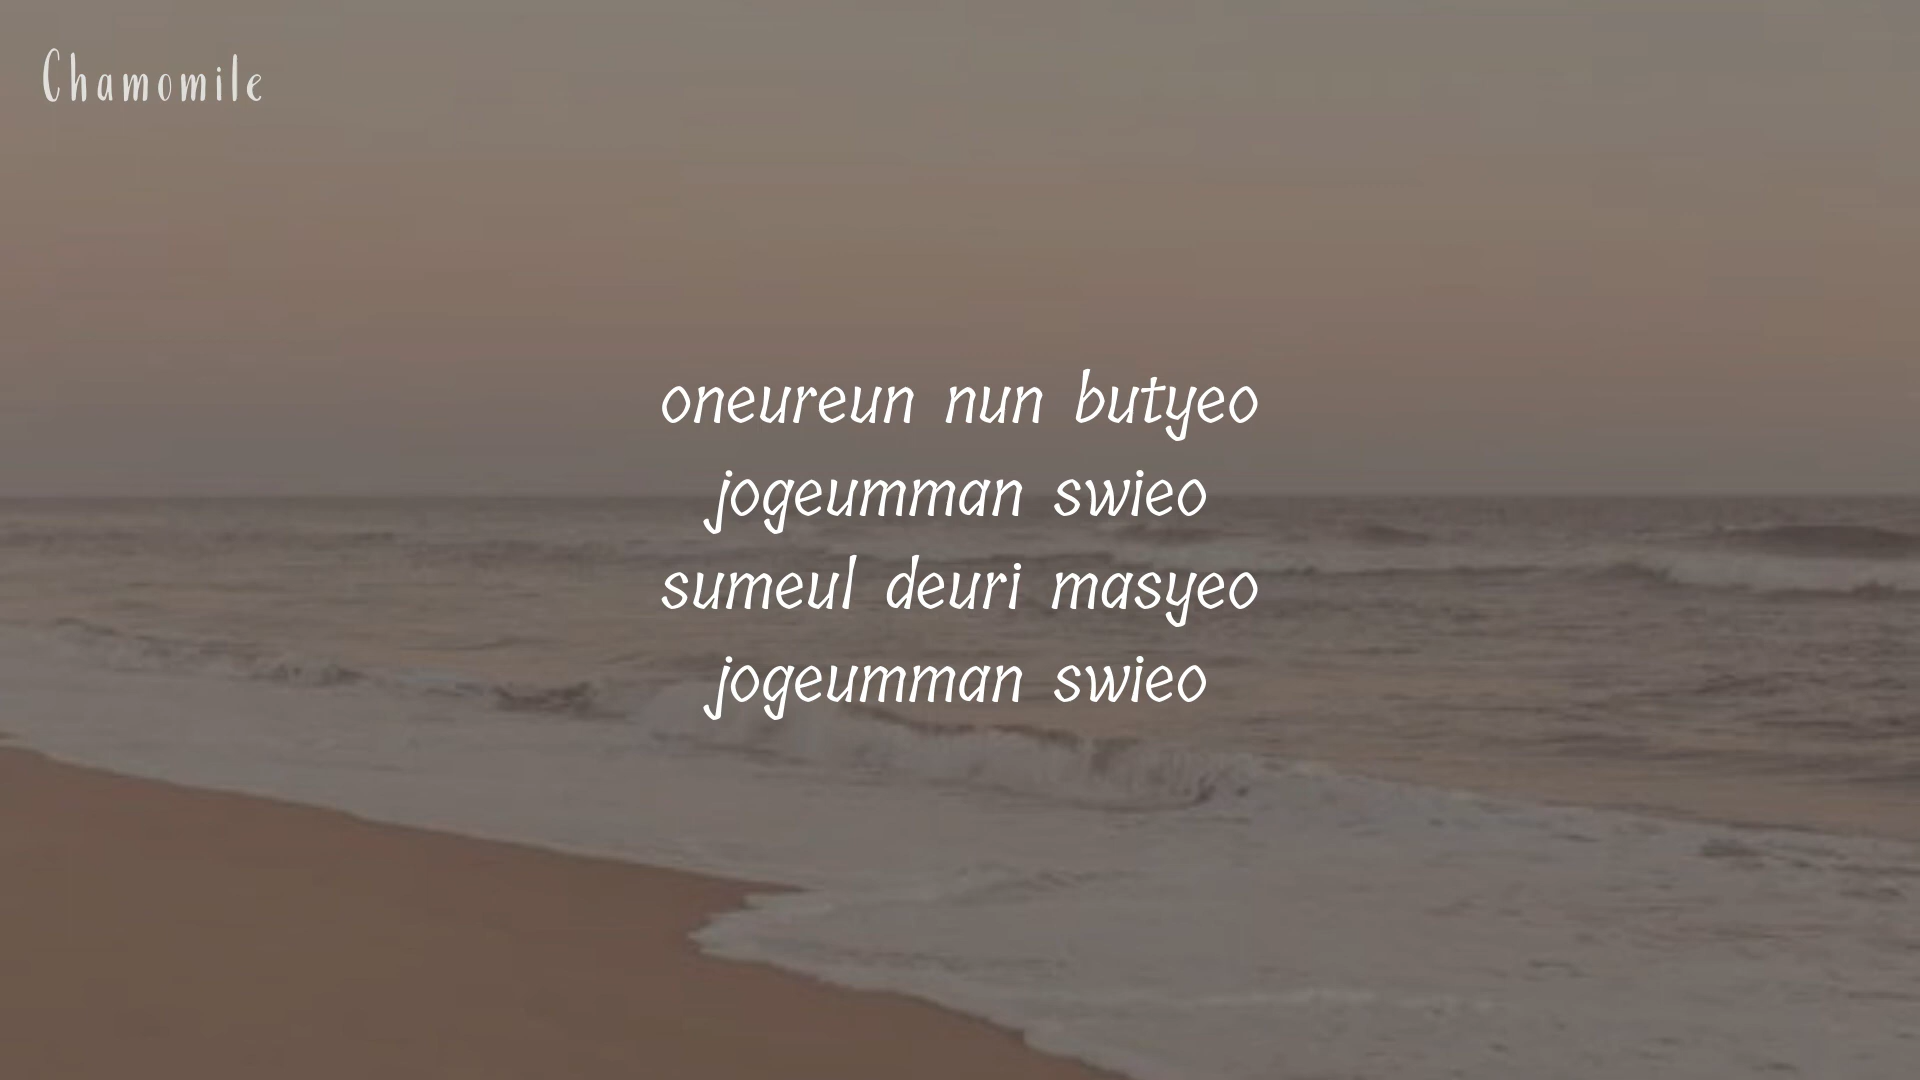 Chamomile
oneureun nun butyeo
jogeumman swieo
sumeul deuri masyeo
jogeumman swieo